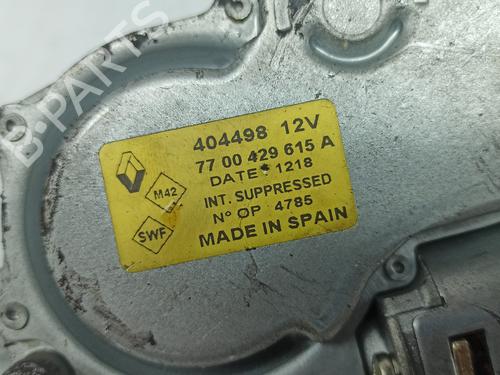 B-PARTS
404498 12V
77 00 429 615 A
DATE 1218
M42
INT. SUPPRESSED
N° OP 4785
SWF
MADE IN SPAIN